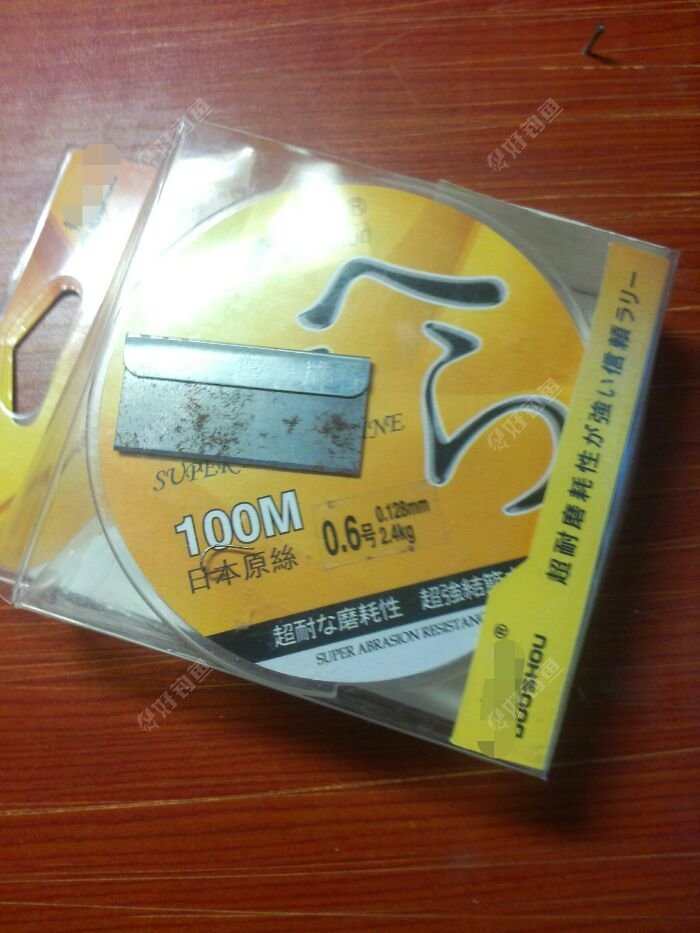 へら
SUPER
100M
日本原絲
0.6号
0.128mm
2.4kg
超耐な磨耗性 超強結節
SUPER ABRASION RESISTANC
超耐磨耗性が強い信頼ラリー
®